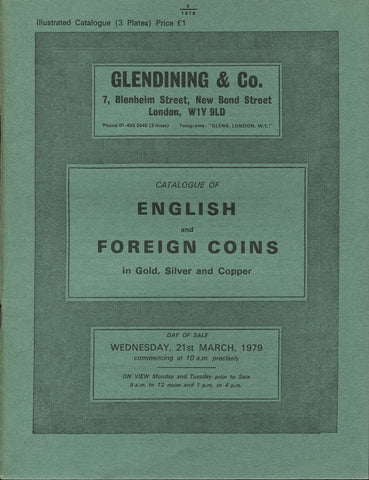 3
1979
Illustrated Catalogue (3 Plates) Price £1
GLENDINING & Co.
7, Blenheim Street, New Bond Street
London, W1Y 9LD
Phone 01-493 2445 (3 lines) Telegrams: "GLENS, LONDON, W.1."
CATALOGUE OF
ENGLISH
and
FOREIGN COINS
in Gold, Silver and Copper
DAY OF SALE
WEDNESDAY, 21st MARCH, 1979
commencing at 10 a.m. precisely
ON VIEW Monday and Tuesday prior to Sale
9 a.m. to 12 noon and 1 p.m. to 4 p.m.